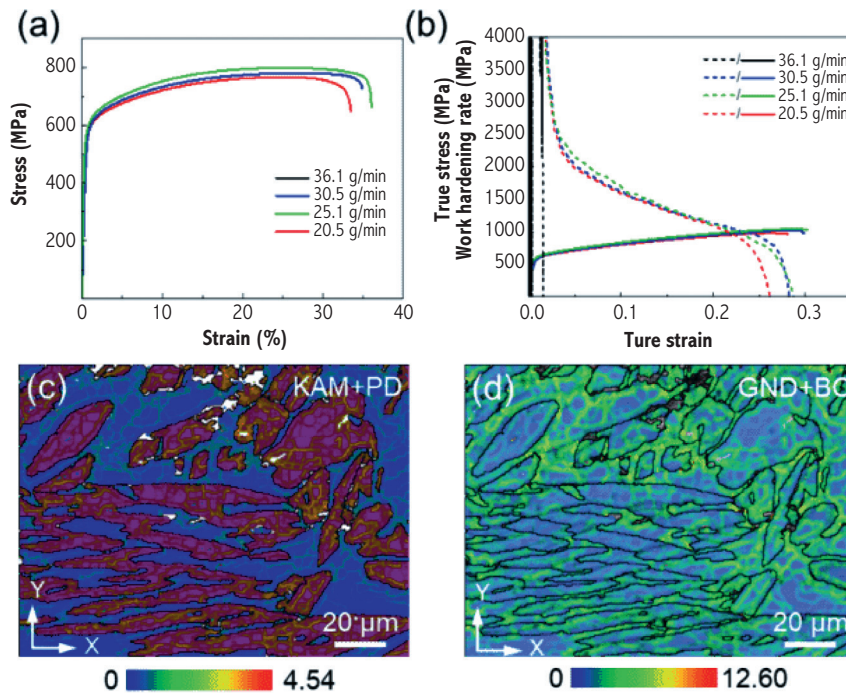 (a)
800
600
400
200
0
10
20
30
40
Stress (MPa)
Strain (%)
36.1 g/min
30.5 g/min
25.1 g/min
20.5 g/min
(b)
4000
3500
3000
2500
2000
1500
1000
500
0.0
0.1
0.2
0.3
True stress (MPa)
Work hardening rate (MPa)
Ture strain
/ 36.1 g/min
/ 30.5 g/min
/ 25.1 g/min
/ 20.5 g/min
(c)
KAM+PD
Y
X
20 µm
0
4.54
(d)
GND+BC
Y
X
20 µm
0
12.60